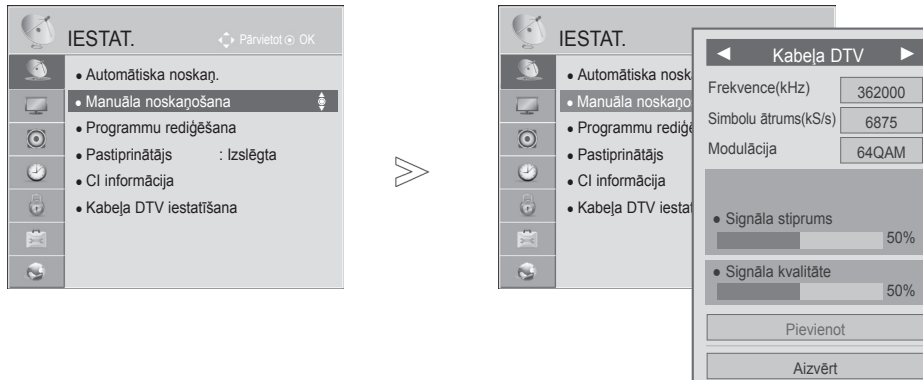 IESTAT.
Pārvietot OK
• Automātiska noskaņ.
• Manuāla noskaņošana
• Programmu rediģēšana
• Pastiprinātājs : Izslēgta
• CI informācija
• Kabeļa DTV iestatīšana
IESTAT.
• Automātiska nosk
• Manuāla noskaņo
• Programmu rediģē
• Pastiprinātājs
• CI informācija
• Kabeļa DTV iestat
◄ Kabeļa DTV ►
Frekvence(kHz) 362000
Simbolu ātrums(kS/s) 6875
Modulācija 64QAM
• Signāla stiprums
50%
• Signāla kvalitāte
50%
Pievienot
Aizvērt